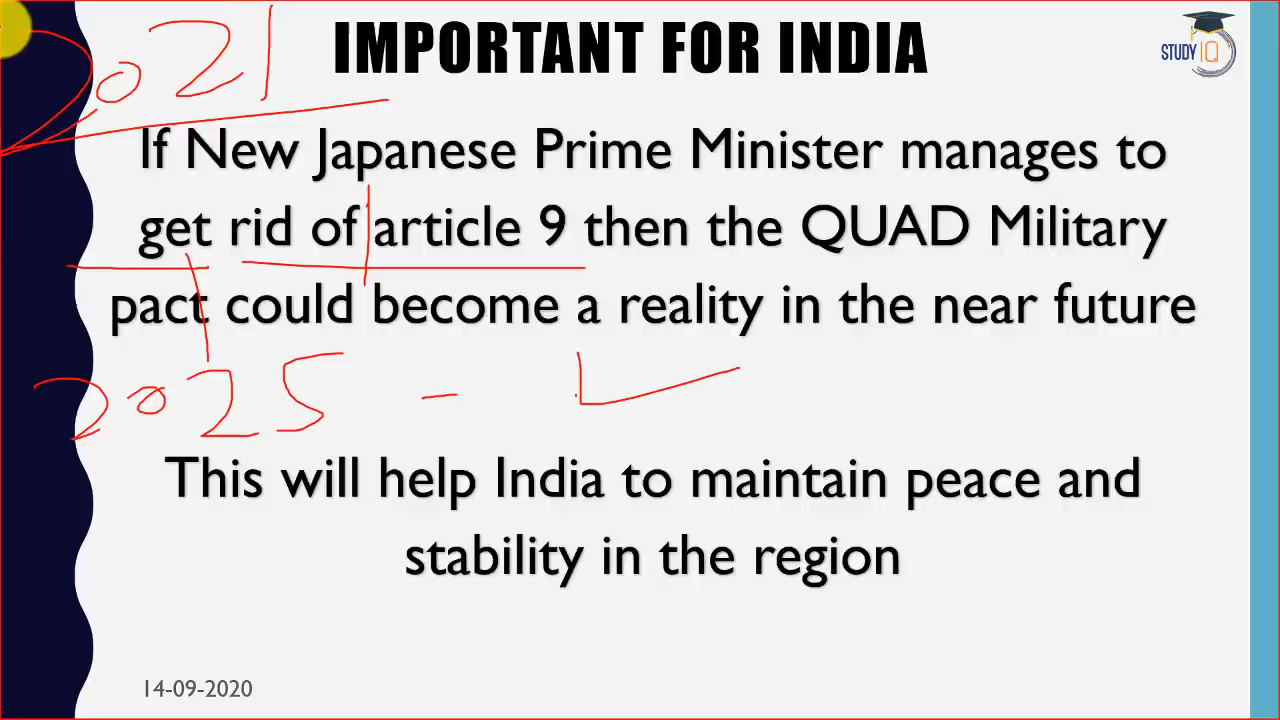 2021
IMPORTANT FOR INDIA
STUDY IQ
If New Japanese Prime Minister manages to
get rid of article 9 then the QUAD Military
pact could become a reality in the near future
2025 -
This will help India to maintain peace and
stability in the region
14-09-2020